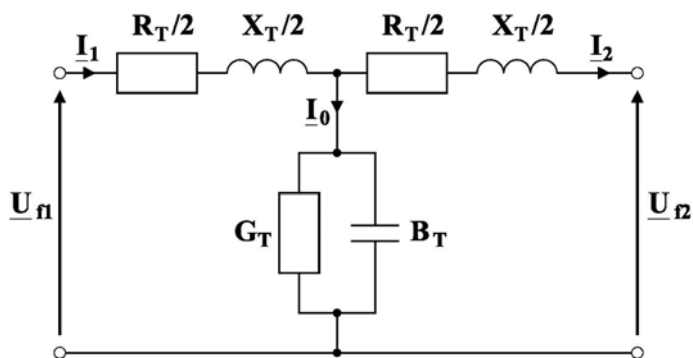 R_T/2 X_T/2 R_T/2 X_T/2
I_1 I_2
I_0
U_f1 G_T B_T U_f2